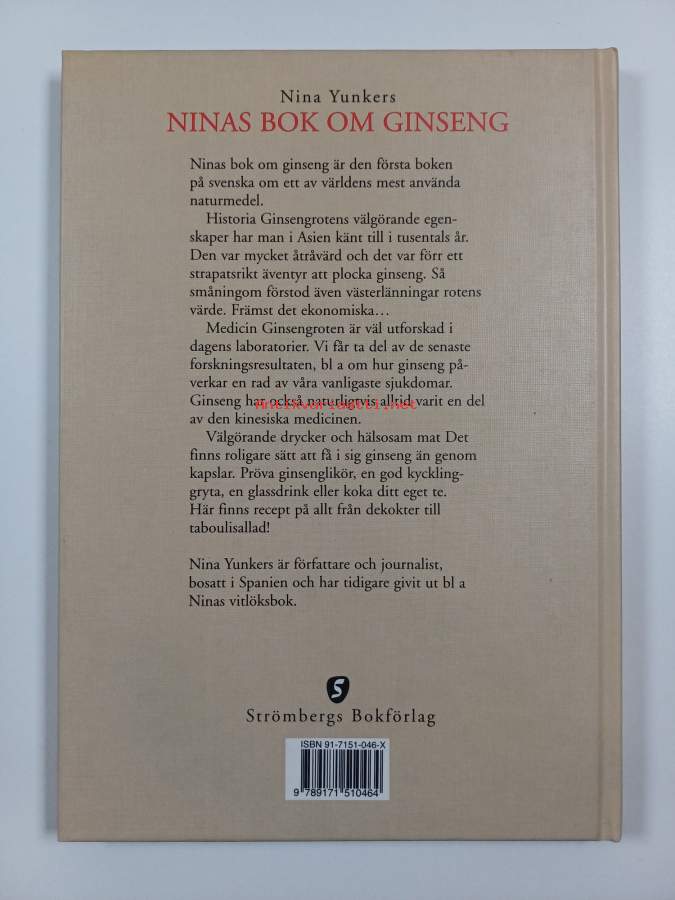 Nina Yunkers
NINAS BOK OM GINSENG
Ninas bok om ginseng är den första boken
på svenska om ett av världens mest använda
naturmedel.
Historia Ginsengrotens välgörande egen-
skaper har man i Asien känt till i tusentals år.
Den var mycket åtråvärd och det var förr ett
strapatsrikt äventyr att plocka ginseng. Så
småningom förstod även västerlänningar rotens
värde. Främst det ekonomiska…
Medicin Ginsengroten är väl utforskad i
dagens laboratorier. Vi får ta del av de senaste
forskningsresultaten, bl a om hur ginseng på-
verkar en rad av våra vanligaste sjukdomar.
Ginseng har också naturligtvis alltid varit en del
Antikvariaatti.net
av den kinesiska medicinen.
Välgörande drycker och hälsosam mat Det
finns roligare sätt att få i sig ginseng än genom
kapslar. Pröva ginsenglikör, en god kyckling-
gryta, en glassdrink eller koka ditt eget te.
Här finns recept på allt från dekokter till
taboulisallad!
Nina Yunkers är författare och journalist,
bosatt i Spanien och har tidigare givit ut bl a
Ninas vitlöksbok.
S
Strömbergs Bokförlag
ISBN 91-7151-046-X
9 789171 510464